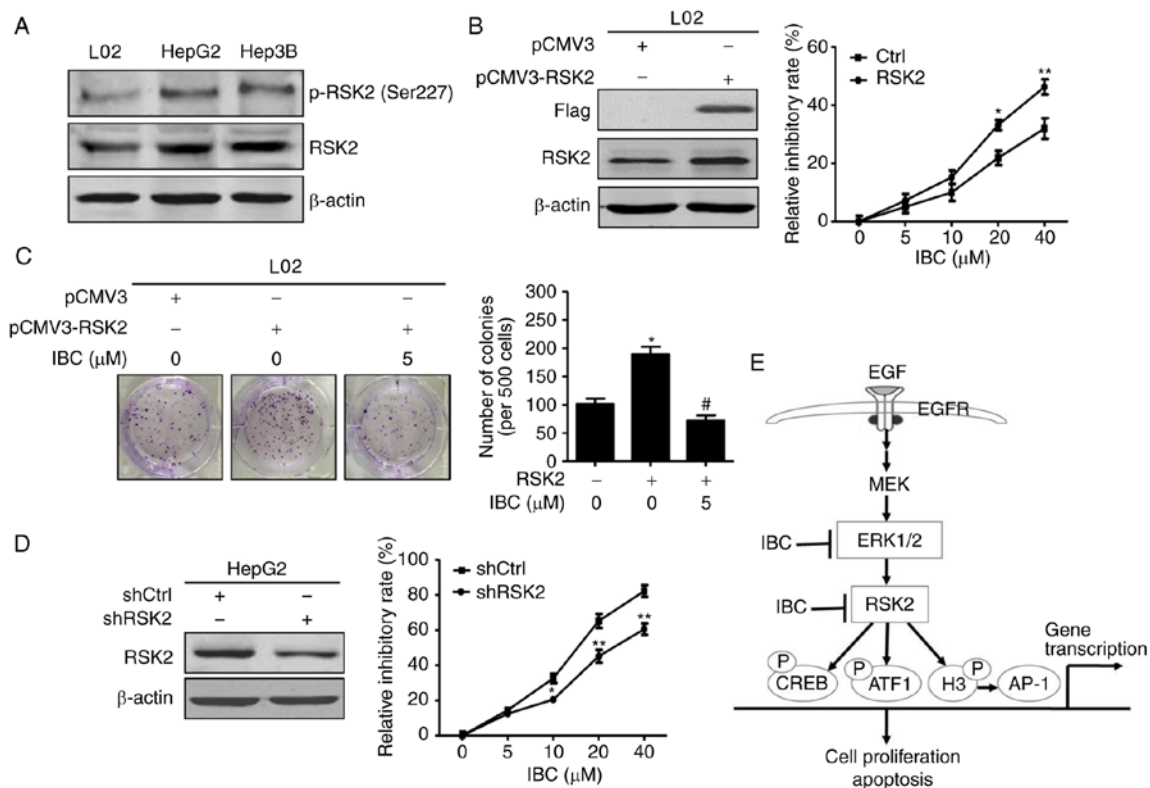 A
L02 HepG2 Hep3B
p-RSK2 (Ser227)
RSK2
β-actin
B
L02
pCMV3 + –
pCMV3-RSK2 – +
Flag
RSK2
β-actin
Relative inhibitory rate (%)
60
40
20
0
Ctrl
RSK2
*
**
0 5 10 20 40
IBC (μM)
C
L02
pCMV3 + – –
pCMV3-RSK2 – + +
IBC (μM) 0 0 5
Number of colonies
(per 500 cells)
300
250
200
150
100
50
0
*
#
RSK2 – + +
IBC (μM) 0 0 5
D
HepG2
shCtrl + –
shRSK2 – +
RSK2
β-actin
Relative inhibitory rate (%)
100
80
60
40
20
0
shCtrl
shRSK2
*
**
**
0 5 10 20 40
IBC (μM)
E
EGF
EGFR
MEK
IBC ERK1/2
IBC RSK2
P CREB
P ATF1
H3 P
AP-1
Gene
transcription
Cell proliferation
apoptosis